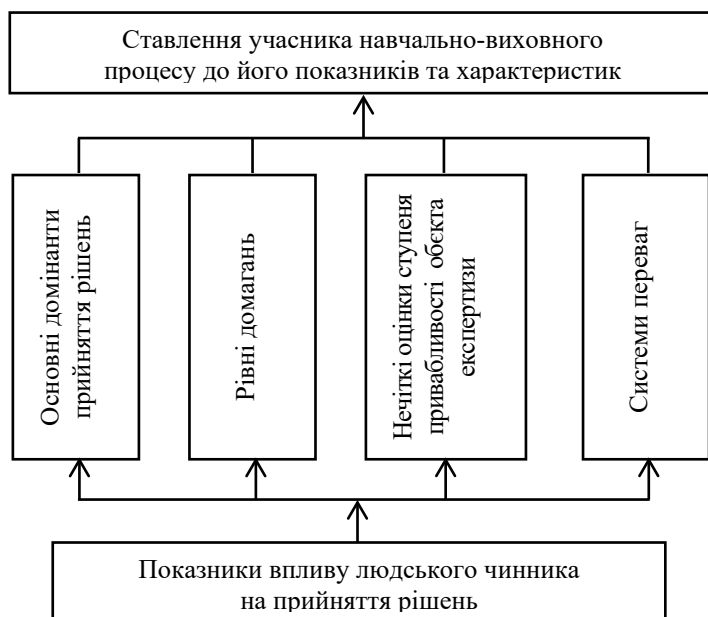 Ставлення учасника навчально-виховного
процесу до його показників та характеристик
Основні домінанти
прийняття рішень
Рівні домагань
Нечіткі оцінки ступеня
привабливості обєкта
експертизи
Системи переваг
Показники впливу людського чинника
на прийняття рішень